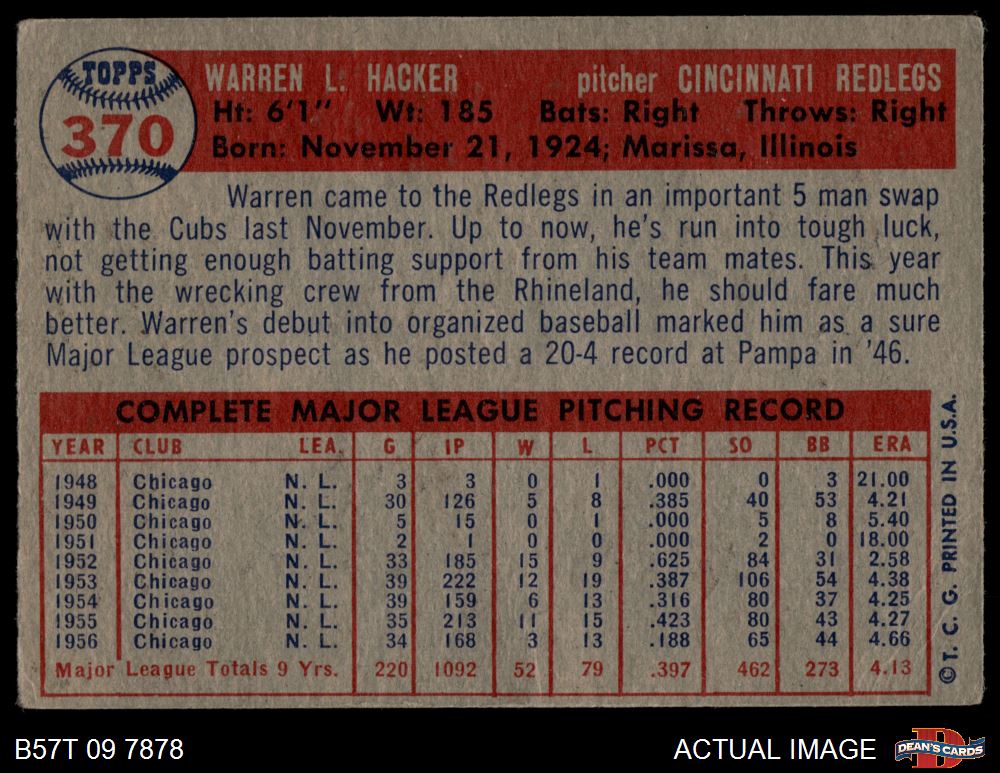 TOPPS
370
WARREN L. HACKER pitcher CINCINNATI REDLEGS
Ht: 6'1" Wt: 185 Bats: Right Throws: Right
Born: November 21, 1924; Marissa, Illinois
Warren came to the Redlegs in an important 5 man swap
with the Cubs last November. Up to now, he's run into tough luck,
not getting enough batting support from his team mates. This year
with the wrecking crew from the Rhineland, he should fare much
better. Warren's debut into organized baseball marked him as a sure
Major League prospect as he posted a 20-4 record at Pampa in '46.
COMPLETE MAJOR LEAGUE PITCHING RECORD
YEAR CLUB LEA. G IP W L PCT SO BB ERA
1948 Chicago N. L. 3 3 0 1 .000 0 3 21.00
1949 Chicago N. L. 30 126 5 8 .385 40 53 4.21
1950 Chicago N. L. 5 15 0 1 .000 5 8 5.40
1951 Chicago N. L. 2 1 0 0 .000 2 0 18.00
1952 Chicago N. L. 33 185 15 9 .625 84 31 2.58
1953 Chicago N. L. 39 222 12 19 .387 106 54 4.38
1954 Chicago N. L. 39 159 6 13 .316 80 37 4.25
1955 Chicago N. L. 35 213 11 15 .423 80 43 4.27
1956 Chicago N. L. 34 168 3 13 .188 65 44 4.66
Major League Totals 9 Yrs. 220 1092 52 79 .397 462 273 4.13
©T. C. G. PRINTED IN U.S.A.
B57T 09 7878
ACTUAL IMAGE
D
DEAN'S CARDS